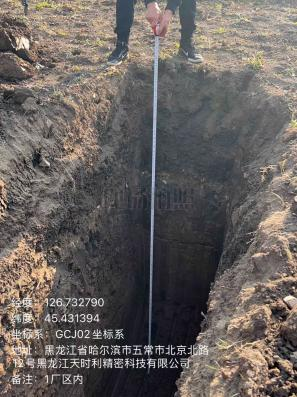 经度：126.732790
纬度：45.431394
坐标系：GCJ02坐标系
地址：黑龙江省哈尔滨市五常市北京北路
12号黑龙江天时利精密科技有限公司
备注：1厂区内